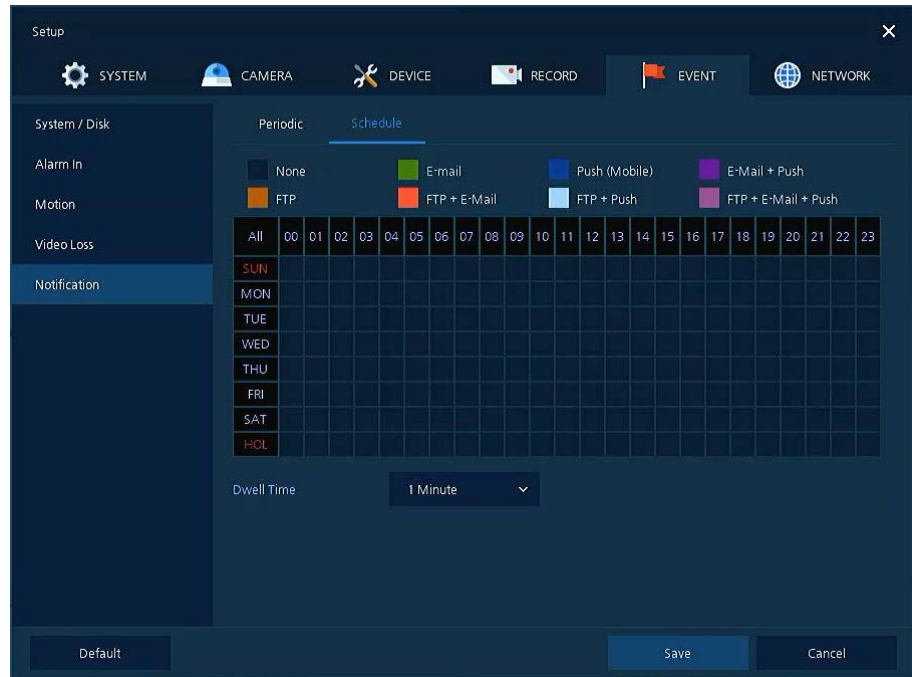 Setup
SYSTEM CAMERA DEVICE RECORD EVENT NETWORK
System / Disk
Alarm In
Motion
Video Loss
Notification
Periodic Schedule
None E-mail Push (Mobile) E-Mail + Push
FTP FTP + E-Mail FTP + Push FTP + E-Mail + Push
All 00 01 02 03 04 05 06 07 08 09 10 11 12 13 14 15 16 17 18 19 20 21 22 23
SUN
MON
TUE
WED
THU
FRI
SAT
HOL
Dwell Time 1 Minute
Default Save Cancel